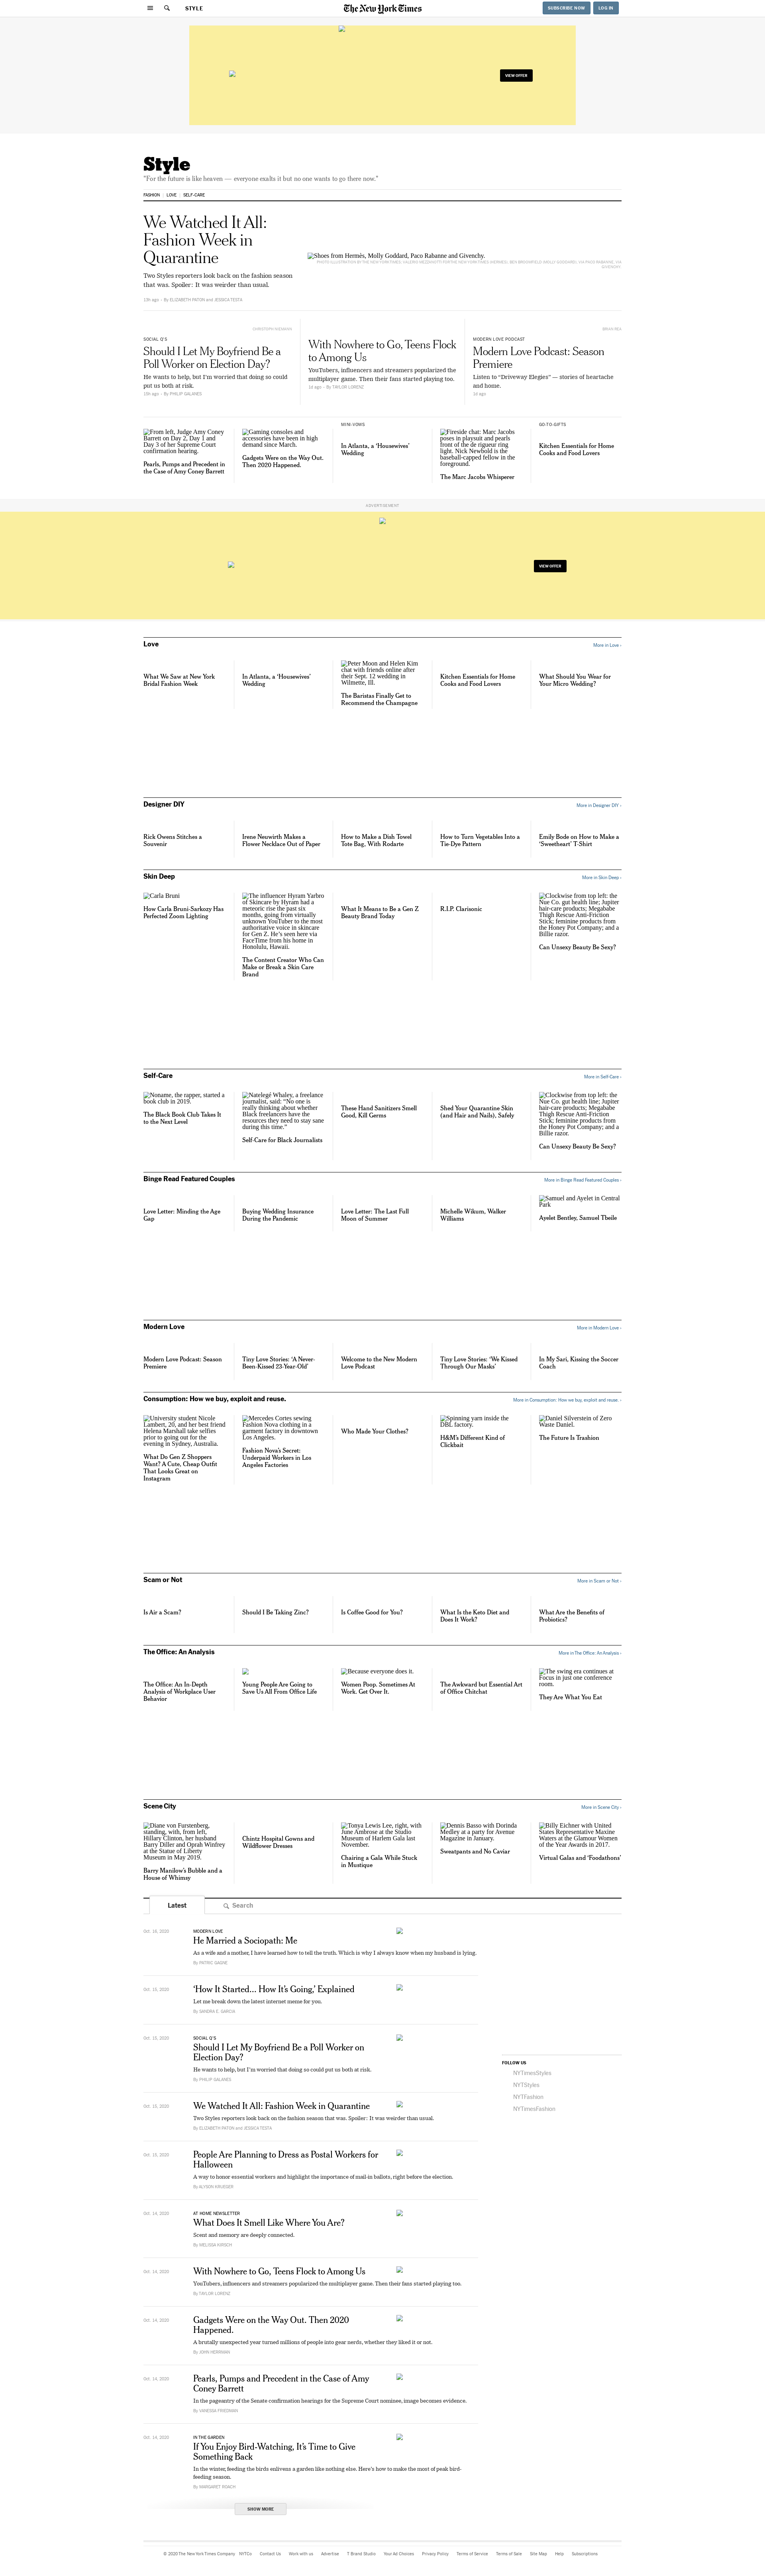 STYLE
The New York Times
SUBSCRIBE NOW
LOG IN
VIEW OFFER
Style
"For the future is like heaven — everyone exalts it but no one wants to go there now."
FASHION
LOVE
SELF-CARE
We Watched It All:
Fashion Week in
Quarantine
Two Styles reporters look back on the fashion season
that was. Spoiler: It was weirder than usual.
15h ago · By ELIZABETH PATON and JESSICA TESTA
Shoes from Hermès, Molly Goddard, Paco Rabanne and Givenchy.
SOCIAL Q'S
Should I Let My Boyfriend Be a
Poll Worker on Election Day?
He wants to help, but I'm worried that doing so could
put us both at risk.
15h ago · By PHILIP GALANES
With Nowhere to Go, Teens Flock
to Among Us
YouTubers, influencers and streamers popularized the
multiplayer game. Then their fans started playing too.
1d ago · By TAYLOR LORENZ
MODERN LOVE PODCAST
Modern Love Podcast: Season
Premiere
Listen to "Driveway Elegies" — stories of heartache
and home.
1d ago
From left, Judge Amy Coney
Barrett on Day 2, Day 1 and
Day 3 of her Supreme Court
confirmation hearing.
Pearls, Pumps and Precedent in
the Case of Amy Coney Barrett
Gaming consoles and
accessories have been in high
demand since March.
Gadgets Were on the Way Out.
Then 2020 Happened.
MINI-VOWS
In Atlanta, a 'Housewives'
Wedding
Fireside chat: Marc Jacobs
poses in playsuit and pearls
front of the de rigueur ring
light. Nick Newbold is the
baseball-capped fellow in the
foreground.
The Marc Jacobs Whisperer
GO-TO-GIFTS
Kitchen Essentials for Home
Cooks and Food Lovers
ADVERTISEMENT
VIEW OFFER
Love
More in Love ›
What We Saw at New York
Bridal Fashion Week
In Atlanta, a 'Housewives'
Wedding
Peter Moon and Helen Kim
chat with friends online after
their Sept. 12 wedding in
Wilmette, Ill.
The Baristas Finally Get to
Recommend the Champagne
Kitchen Essentials for Home
Cooks and Food Lovers
What Should You Wear for
Your Micro Wedding?
Designer DIY
More in Designer DIY ›
Rick Owens Stitches a
Souvenir
Irene Neuwirth Makes a
Flower Necklace Out of Paper
How to Make a Dish Towel
Tote Bag, With Rodarte
How to Turn Vegetables Into a
Tie-Dye Pattern
Emily Bode on How to Make a
'Sweetheart' T-Shirt
Skin Deep
More in Skin Deep ›
Carla Bruni
How Carla Bruni-Sarkozy Has
Perfected Zoom Lighting
The influencer Hyram Yarbro
of Skincare by Hyram had a
meteoric rise the past six
months, going from virtually
unknown YouTuber to the most
authoritative voice in skincare
for Gen Z. He's seen here via
FaceTime from his home in
Honolulu, Hawaii.
The Content Creator Who Can
Make or Break a Skin Care
Brand
What It Means to Be a Gen Z
Beauty Brand Today
R.I.P. Clarisonic
Clockwise from top left: the
Nue Co. gut health line; Jupiter
hair-care products; Megababe
Thigh Rescue Anti-Friction
Stick; feminine products from
the Honey Pot Company; and a
Billie razor.
Can Unsexy Beauty Be Sexy?
Self-Care
More in Self-Care ›
Noname, the rapper, started a
book club in 2019.
The Black Book Club Takes It
to the Next Level
Natelegé Whaley, a freelance
journalist, said: "No one is
really thinking about whether
Black freelancers have the
resources they need to stay sane
during this time."
Self-Care for Black Journalists
These Hand Sanitizers Smell
Good, Kill Germs
Shed Your Quarantine Skin
(and Hair and Nails), Safely
Clockwise from top left: the
Nue Co. gut health line; Jupiter
hair-care products; Megababe
Thigh Rescue Anti-Friction
Stick; feminine products from
the Honey Pot Company; and a
Billie razor.
Can Unsexy Beauty Be Sexy?
Binge Read Featured Couples
More in Binge Read Featured Couples ›
Love Letter: Minding the Age
Gap
Buying Wedding Insurance
During the Pandemic
Love Letter: The Last Full
Moon of Summer
Michelle Wikum, Walker
Williams
Samuel and Ayelet in Central
Park
Ayelet Bentley, Samuel Theile
Modern Love
More in Modern Love ›
Modern Love Podcast: Season
Premiere
Tiny Love Stories: 'A Never-
Been-Kissed 23-Year-Old'
Welcome to the New Modern
Love Podcast
Tiny Love Stories: 'We Kissed
Through Our Masks'
In My Sari, Kissing the Soccer
Coach
Consumption: How we buy, exploit and reuse.
More in Consumption: How we buy, exploit and reuse. ›
University student Nicole
Lambert, 20, and her best friend
Helena Marshall take selfies
prior to going out for the
evening in Sydney, Australia.
What Do Gen Z Shoppers
Want? A Cute, Cheap Outfit
That Looks Great on
Instagram
Mercedes Cortes sewing
Fashion Nova clothing in a
garment factory in downtown
Los Angeles.
Fashion Nova's Secret:
Underpaid Workers in Los
Angeles Factories
Who Made Your Clothes?
Spinning yarn inside the
DBL factory.
H&M's Different Kind of
Clickbait
Daniel Silverstein of Zero
Waste Daniel.
The Future Is Trashion
Scam or Not
More in Scam or Not ›
Is Air a Scam?
Should I Be Taking Zinc?
Is Coffee Good for You?
What Is the Keto Diet and
Does It Work?
What Are the Benefits of
Probiotics?
The Office: An Analysis
More in The Office: An Analysis ›
The Office: An In-Depth
Analysis of Workplace User
Behavior
Young People Are Going to
Save Us All From Office Life
Because everyone does it.
Women Poop. Sometimes At
Work. Get Over It.
The Awkward but Essential Art
of Office Chitchat
The swing era continues at
Focus in just one conference
room.
They Are What You Eat
Scene City
More in Scene City ›
Diane von Furstenberg,
standing, with, from left,
Hillary Clinton, her husband
Barry Diller and Oprah Winfrey
at the Statue of Liberty
Museum in May 2019.
Barry Manilow's Bubble and a
House of Whimsy
Chintz Hospital Gowns and
Wildflower Dresses
Tonya Lewis Lee, right, with
June Ambrose at the Studio
Museum of Harlem Gala last
November.
Chairing a Gala While Stuck
in Mustique
Dennis Basso with Dorinda
Medley at a party for Avenue
Magazine in January.
Sweatpants and No Caviar
Billy Eichner with United
States Representative Maxine
Waters at the Glamour Women
of the Year Awards in 2017.
Virtual Galas and 'Foodathons'
Latest
Search
Oct. 16, 2020
MODERN LOVE
He Married a Sociopath: Me
As a wife and a mother, I have learned how to tell the truth. Which is why I always know when my husband is lying.
By PATRIC GAGNE
Oct. 15, 2020
'How It Started… How It's Going,' Explained
Let me break down the latest internet meme for you.
By SANDRA E. GARCIA
Oct. 15, 2020
SOCIAL Q'S
Should I Let My Boyfriend Be a Poll Worker on
Election Day?
He wants to help, but I'm worried that doing so could put us both at risk.
By PHILIP GALANES
FOLLOW US
NYTimesStyles
NYTStyles
NYTFashion
NYTimesFashion
Oct. 15, 2020
We Watched It All: Fashion Week in Quarantine
Two Styles reporters look back on the fashion season that was. Spoiler: It was weirder than usual.
By ELIZABETH PATON and JESSICA TESTA
Oct. 15, 2020
People Are Planning to Dress as Postal Workers for
Halloween
A way to honor essential workers and highlight the importance of mail-in ballots, right before the election.
By ALYSON KRUEGER
Oct. 14, 2020
AT HOME NEWSLETTER
What Does It Smell Like Where You Are?
Scent and memory are deeply connected.
By MELISSA KIRSCH
Oct. 14, 2020
With Nowhere to Go, Teens Flock to Among Us
YouTubers, influencers and streamers popularized the multiplayer game. Then their fans started playing too.
By TAYLOR LORENZ
Oct. 14, 2020
Gadgets Were on the Way Out. Then 2020
Happened.
A brutally unexpected year turned millions of people into gear nerds, whether they liked it or not.
By JOHN HERRMAN
Oct. 14, 2020
Pearls, Pumps and Precedent in the Case of Amy
Coney Barrett
In the pageantry of the Senate confirmation hearings for the Supreme Court nominee, image becomes evidence.
By VANESSA FRIEDMAN
Oct. 14, 2020
IN THE GARDEN
If You Enjoy Bird-Watching, It's Time to Give
Something Back
In the winter, feeding the birds enlivens a garden like nothing else. Here's how to make the most of peak bird-
feeding season.
By MARGARET ROACH
SHOW MORE
© 2020 The New York Times Company NYTCo Contact Us Work with us Advertise T Brand Studio Your Ad Choices Privacy Policy Terms of Service Terms of Sale Site Map Help Subscriptions